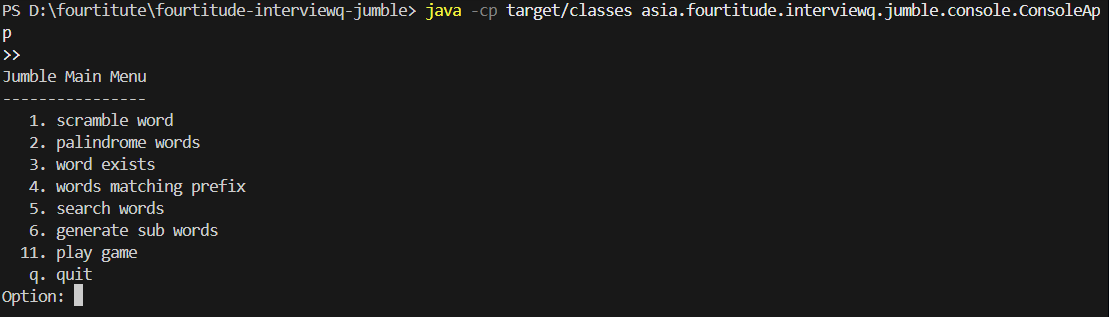 PS D:\fourtitute\fourtitude-interviewq-jumble> java -cp target/classes asia.fourtitude.interviewq.jumble.console.ConsoleAp
p
>>
Jumble Main Menu
----------------
1. scramble word
2. palindrome words
3. word exists
4. words matching prefix
5. search words
6. generate sub words
11. play game
q. quit
Option: